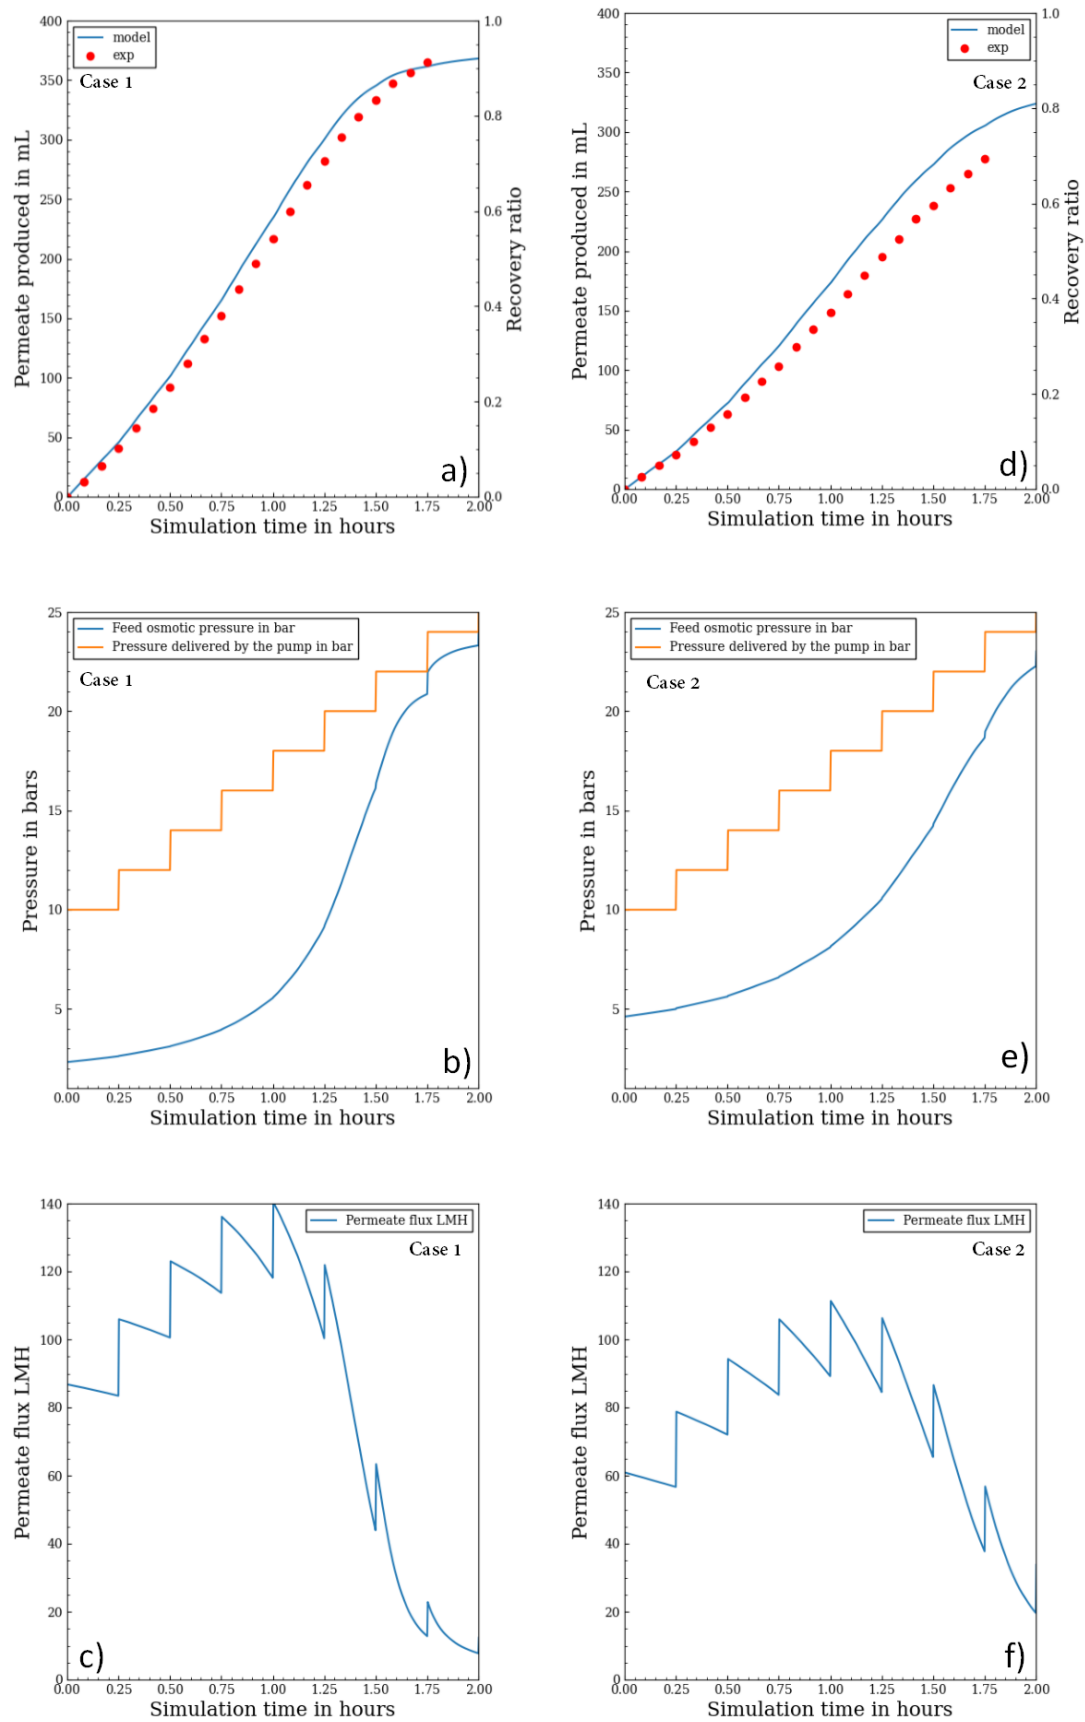 400
350
300
250
200
150
100
50
0
Permeate produced in mL
model
exp
Case 1
1.0
0.8
0.6
0.4
0.2
0.0
Recovery ratio
a)
0.00 0.25 0.50 0.75 1.00 1.25 1.50 1.75 2.00
Simulation time in hours
400
350
300
250
200
150
100
50
0
Permeate produced in mL
model
exp
Case 2
1.0
0.8
0.6
0.4
0.2
0.0
Recovery ratio
d)
0.00 0.25 0.50 0.75 1.00 1.25 1.50 1.75 2.00
Simulation time in hours
25
20
15
10
5
Pressure in bars
Feed osmotic pressure in bar
Pressure delivered by the pump in bar
Case 1
b)
0.00 0.25 0.50 0.75 1.00 1.25 1.50 1.75 2.00
Simulation time in hours
25
20
15
10
5
Pressure in bars
Feed osmotic pressure in bar
Pressure delivered by the pump in bar
Case 2
e)
0.00 0.25 0.50 0.75 1.00 1.25 1.50 1.75 2.00
Simulation time in hours
140
120
100
80
60
40
20
0
Permeate flux LMH
Permeate flux LMH
Case 1
c)
0.00 0.25 0.50 0.75 1.00 1.25 1.50 1.75 2.00
Simulation time in hours
140
120
100
80
60
40
20
0
Permeate flux LMH
Permeate flux LMH
Case 2
f)
0.00 0.25 0.50 0.75 1.00 1.25 1.50 1.75 2.00
Simulation time in hours